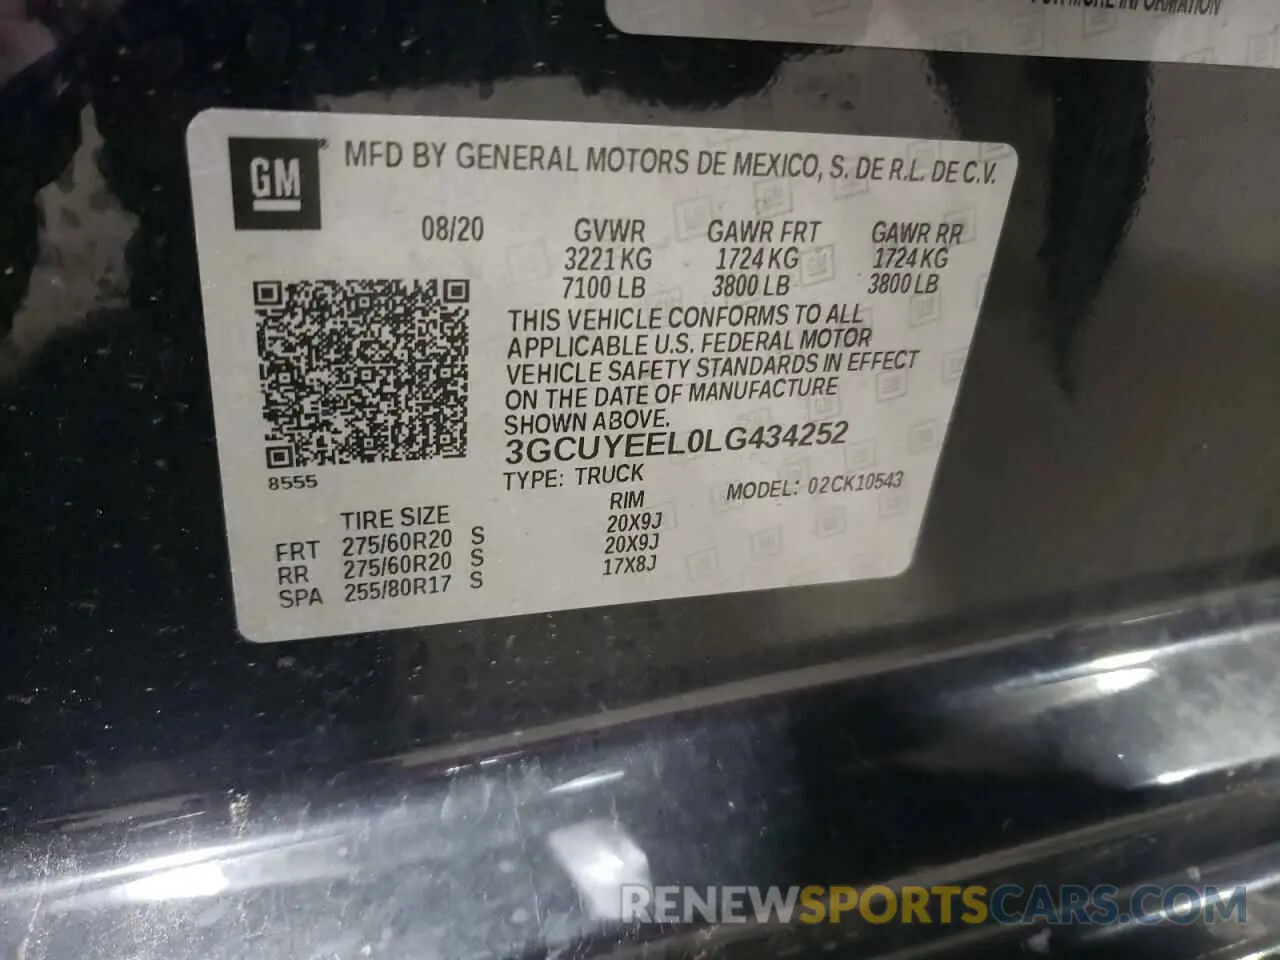 FOR MORE INFORMATION
GM
MFD BY GENERAL MOTORS DE MEXICO, S. DE R.L. DE C.V.
08/20 GVWR GAWR FRT GAWR RR
3221 KG 1724 KG 1724 KG
7100 LB 3800 LB 3800 LB
THIS VEHICLE CONFORMS TO ALL
APPLICABLE U.S. FEDERAL MOTOR
VEHICLE SAFETY STANDARDS IN EFFECT
ON THE DATE OF MANUFACTURE
SHOWN ABOVE.
3GCUYEEL0LG434252
8555
TYPE: TRUCK MODEL: 02CK10543
TIRE SIZE RIM
FRT 275/60R20 S 20X9J
RR 275/60R20 S 20X9J
SPA 255/80R17 S 17X8J
RENEWSPORTSCARS.COM